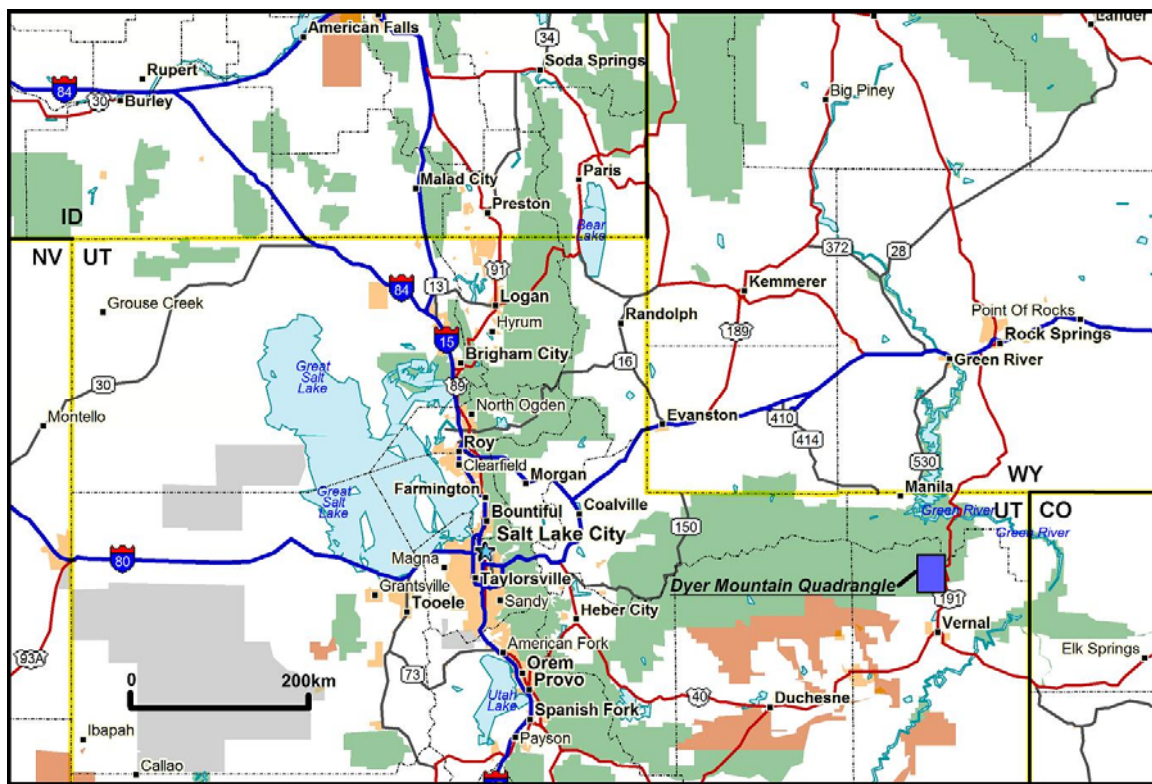 American Falls
34
Lander
Rupert
Soda Springs
84
30
Burley
Big Piney
Malad City
Paris
Preston
ID
Bear
Lake
NV
UT
372
28
91
84
13
Logan
Kemmerer
Grouse Creek
Hyrum
Randolph
Point Of Rocks
189
Rock Springs
15
Brigham City
Green River
Great
Salt
Lake
16
30
89
North Ogden
Montello
Evanston
410
414
Roy
Clearfield
530
Morgan
WY
Farmington
Manila
Great
Salt
Lake
Coalville
Bountiful
Green River
UT
CO
150
Green River
Salt Lake City
80
Magna
Taylorsville
Dyer Mountain Quadrangle
Grantsville
Tooele
Sandy
Heber City
191
Vernal
American Fork
Elk Springs
93A
73
Orem
0
200km
Provo
Utah
Lake
40
Duchesne
Spanish Fork
Ibapah
Payson
Callao